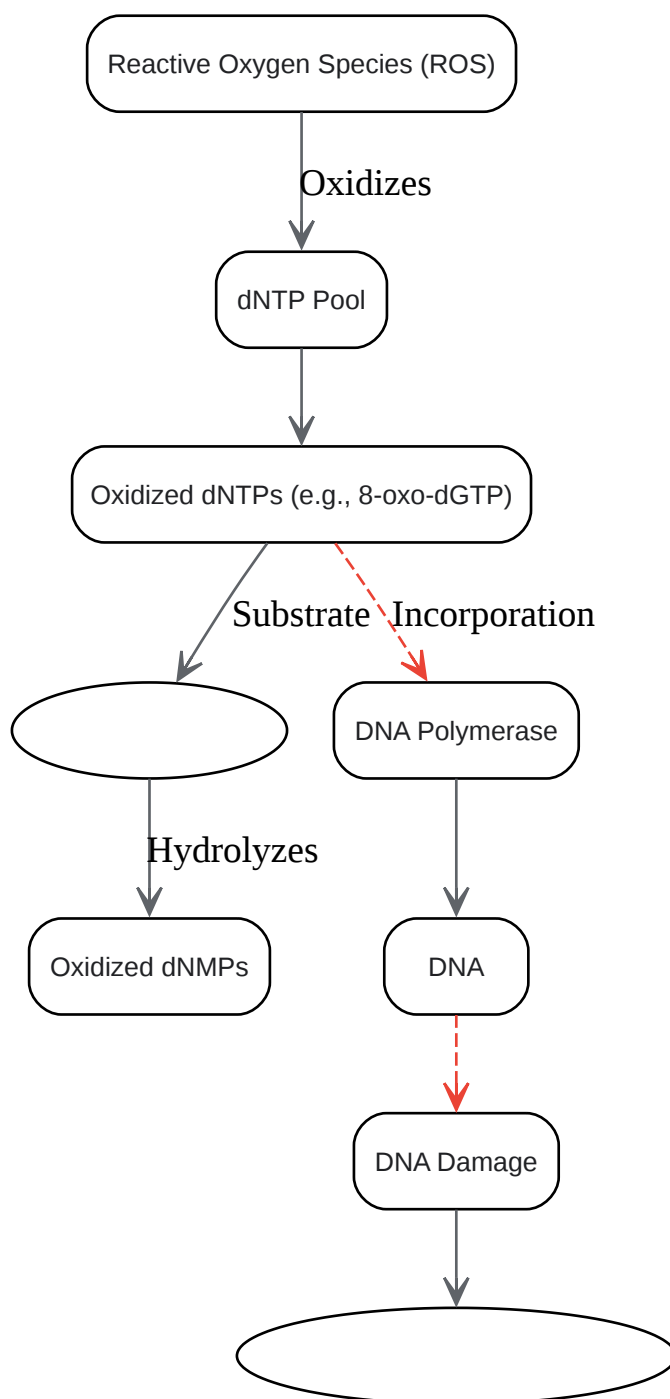 Reactive Oxygen Species (ROS)
Oxidizes
dNTP Pool
Oxidized dNTPs (e.g., 8-oxo-dGTP)
Substrate
Incorporation
DNA Polymerase
Hydrolyzes
Oxidized dNMPs
DNA
DNA Damage